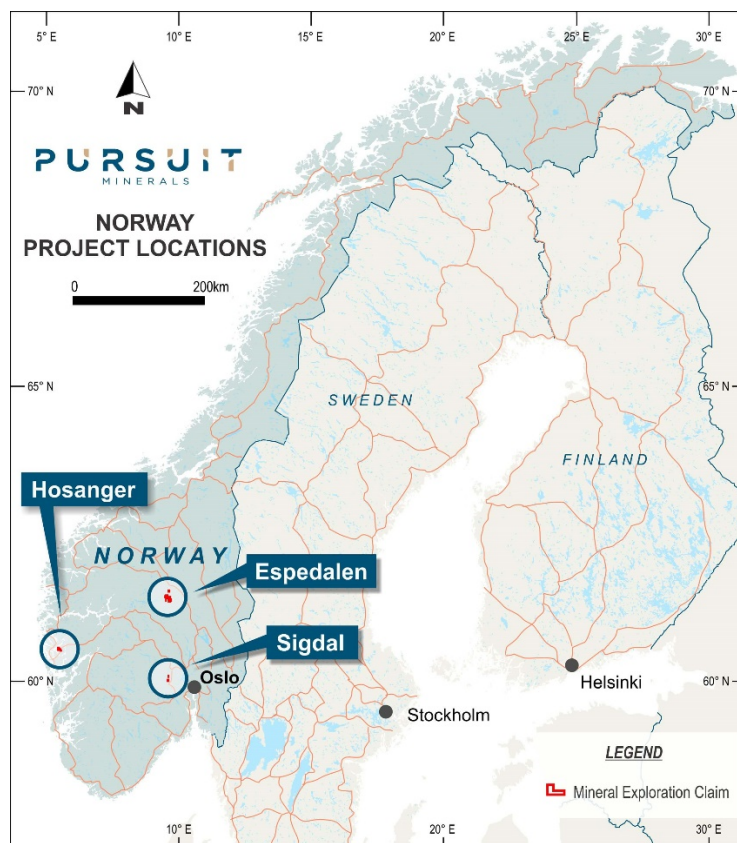 5° E
10° E
15° E
20° E
25° E
30° E
70° N
70° N
N
PURSUIT
MINERALS
NORWAY
PROJECT LOCATIONS
0
200km
65° N
65° N
SWEDEN
FINLAND
Hosanger
NORWAY
Espedalen
Sigdal
Oslo
60° N
60° N
Helsinki
Stockholm
LEGEND
Mineral Exploration Claim
10° E
20° E
25° E